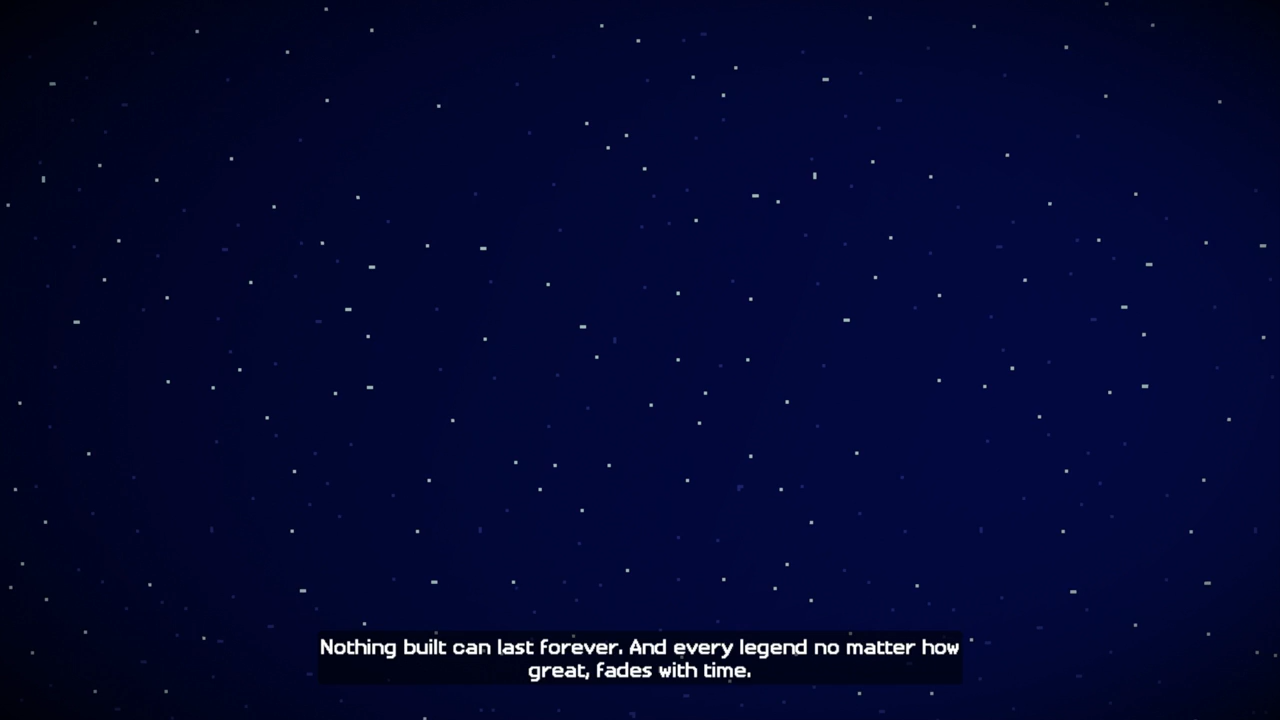 Nothing built can last forever. And every legend no matter how
great, fades with time.